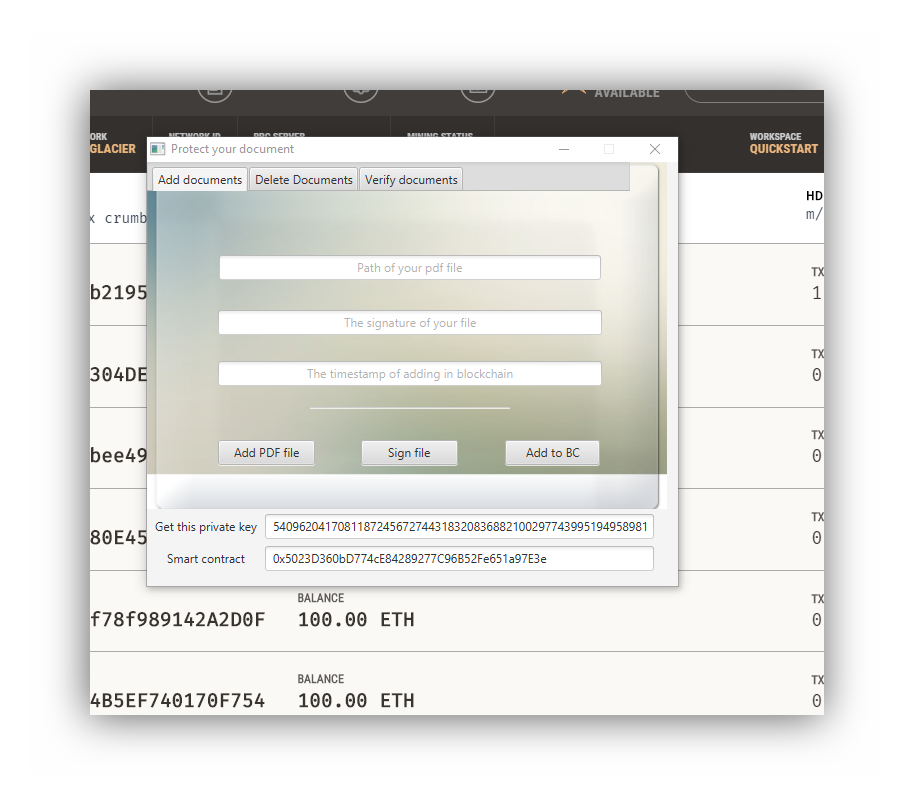 AVAILABLE
ORK NETWORK ID RPC SERVER MINING STATUS WORKSPACE
GLACIER QUICKSTART
Protect your document
Add documents Delete Documents Verify documents
HD
x crumb m/
Path of your pdf file
TX
b2195 1
The signature of your file
TX
304DE 0
The timestamp of adding in blockchain
TX
bee49 0
Add PDF file Sign file Add to BC
TX
Get this private key 5409620417081187245672744318320836882100297743995194958981
80E45 0
Smart contract 0x5023D360bD774cE84289277C96B52Fe651a97E3e
BALANCE TX
f78f989142A2D0F 100.00 ETH 0
BALANCE TX
4B5EF740170F754 100.00 ETH 0